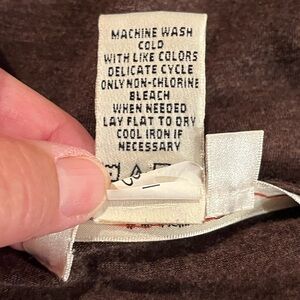 MACHINE WASH
COLD
WITH LIKE COLORS
DELICATE CYCLE
ONLY NON-CHLORINE
BLEACH
WHEN NEEDED
LAY FLAT TO DRY
COOL IRON IF
NECESSARY